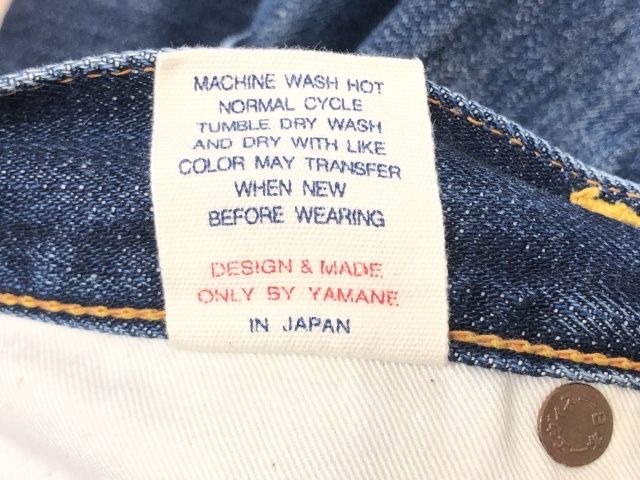 MACHINE WASH HOT
NORMAL CYCLE
TUMBLE DRY WASH
AND DRY WITH LIKE
COLOR MAY TRANSFER
WHEN NEW
BEFORE WEARING
DESIGN & MADE
ONLY BY YAMANE
IN JAPAN